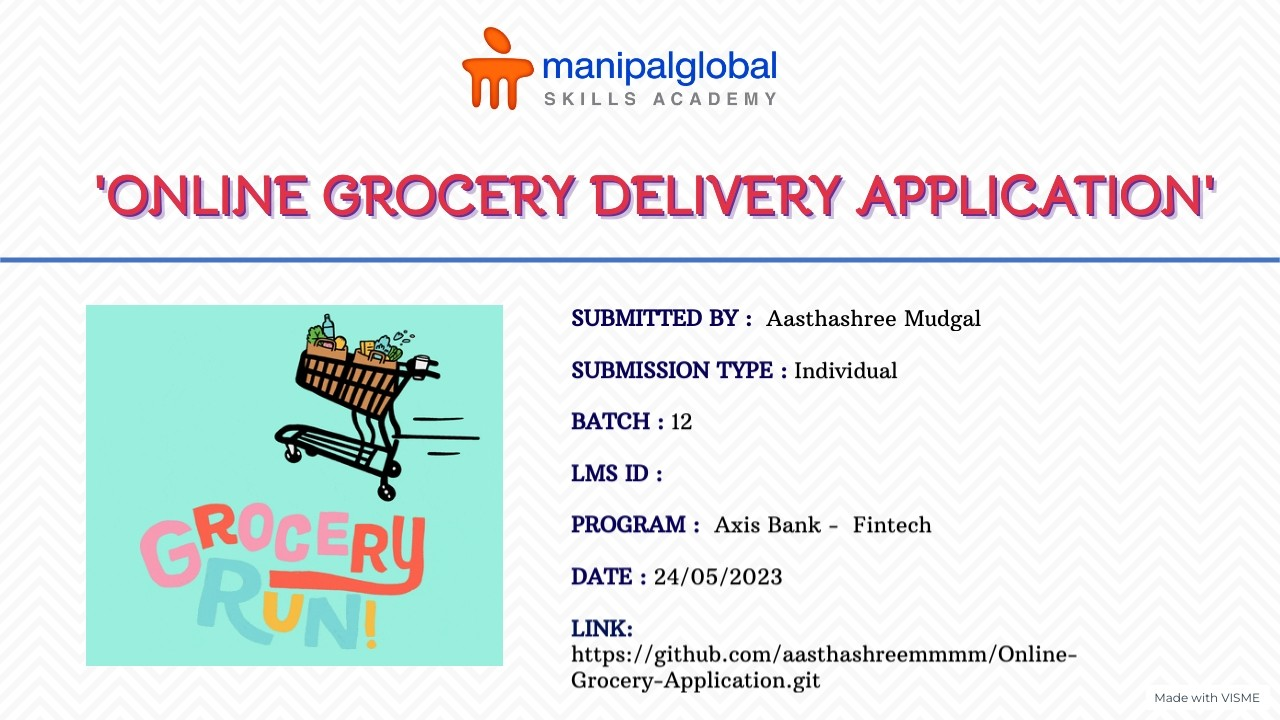 manipalglobal
SKILLS ACADEMY
'ONLINE GROCERY DELIVERY APPLICATION'
GROCERY
RUN!
SUBMITTED BY : Aasthashree Mudgal
SUBMISSION TYPE : Individual
BATCH : 12
LMS ID :
PROGRAM : Axis Bank - Fintech
DATE : 24/05/2023
LINK:
https://github.com/aasthashreemmmm/Online-
Grocery-Application.git
Made with VISME